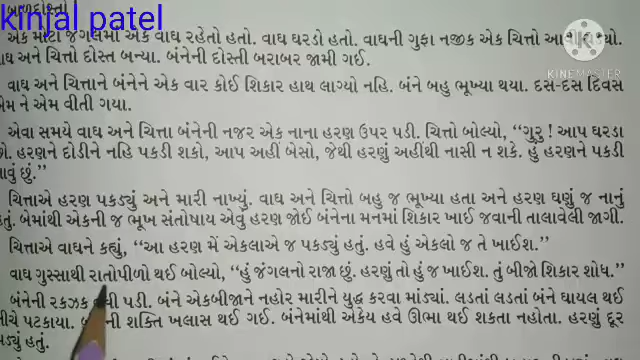 kinjal patel
બાળદોસ્તો
એક મોટા જંગલમાં એક વાઘ રહેતો હતો. વાઘ ઘરડો હતો. વાઘની ગુફા નજીક એક ચિત્તો
વાઘ અને ચિત્તો દોસ્ત બન્યા. બંનેની દોસ્તી બરાબર જામી ગઈ.
વાઘ અને ચિત્તાને બંનેને એક વાર કોઈ શિકાર હાથ લાગ્યો નહિ. બંને બહુ ભૂખ્યા થયા. દસ-દસ દિવસ
એમ ને એમ વીતી ગયા.
એવા સમયે વાઘ અને ચિત્તા બંનેની નજર એક નાના હરણ ઉપર પડી. ચિત્તો બોલ્યો, “ગુરુ ! આપ ઘરડા
છો. હરણને દોડીને નહિ પકડી શકો, આપ અહીં બેસો, જેથી હરણું અહીંથી નાસી ન શકે. હું હરણને પકડી
લાવું છું.”
ચિત્તાએ હરણ પકડ્યું અને મારી નાખ્યું. વાઘ અને ચિત્તો બહુ જ ભૂખ્યા હતા અને હરણ ઘણું જ નાનું
હતું. બેમાંથી એકની જ ભૂખ સંતોષાય એવું હરણ જોઈ બંનેના મનમાં શિકાર ખાઈ જવાની તાલાવેલી જાગી.
ચિત્તાએ વાઘને કહ્યું, “આ હરણ મેં એકલાએ જ પકડ્યું હતું. હવે હું એકલો જ તે ખાઈશ.”
વાઘ ગુસ્સાથી રાતોપીળો થઈ બોલ્યો, “હું જંગલનો રાજા છું. હરણું તો હું જ ખાઈશ. તું બીજો શિકાર શોધ.”
બંનેની રકઝક વધી પડી. બંને એકબીજાને નહોર મારીને યુદ્ધ કરવા માંડ્યાં. લડતાં લડતાં બંને ઘાયલ થઈ
નીચે પટકાયા. શક્તિ ખલાસ થઈ ગઈ. બંનેમાંથી એકેય હવે ઊભા થઈ શકતા નહોતા. હરણું દૂર
પડ્યું હતું.
KINEMASTER